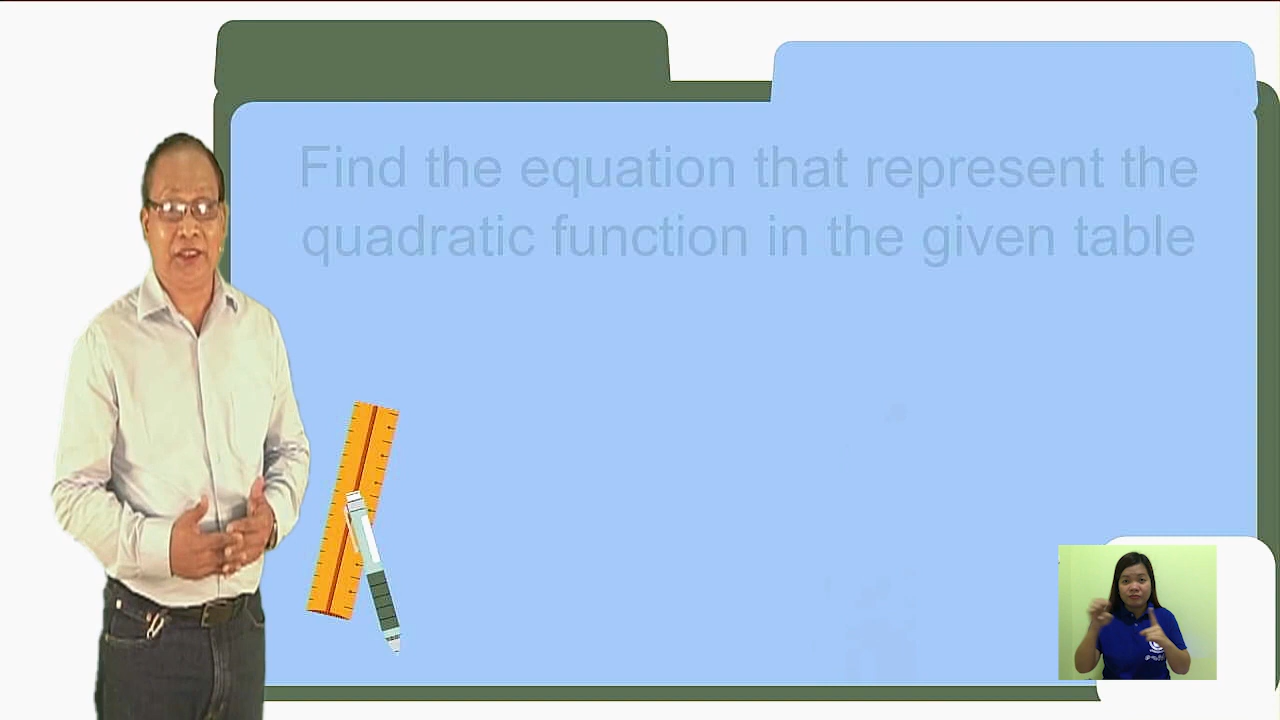 Find the equation that represent the
quadratic function in the given table